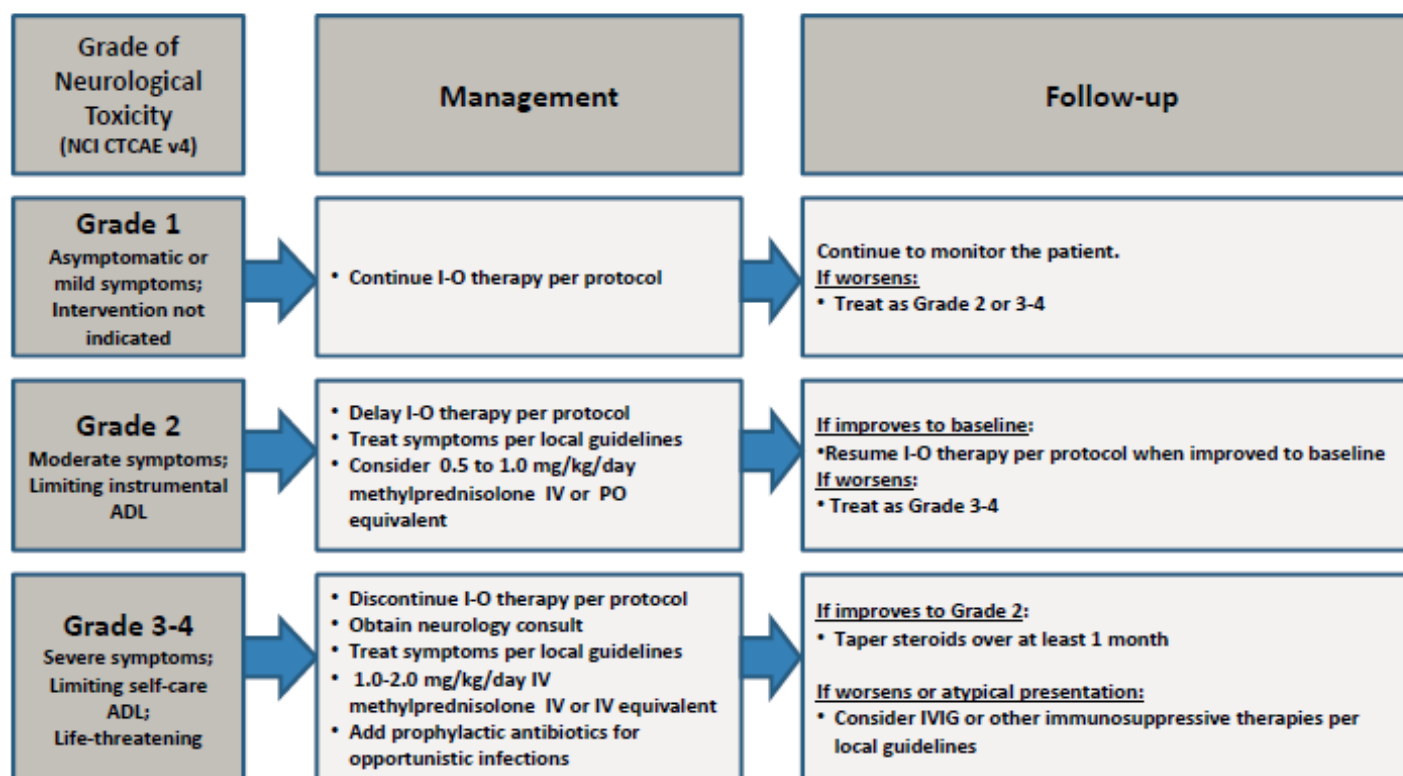 Grade of
Neurological
Toxicity
(NCI CTCAE v4)
Management
Follow-up
Grade 1
Asymptomatic or
mild symptoms;
Intervention not
indicated
• Continue I-O therapy per protocol
Continue to monitor the patient.
If worsens:
• Treat as Grade 2 or 3-4
Grade 2
Moderate symptoms;
Limiting instrumental
ADL
• Delay I-O therapy per protocol
• Treat symptoms per local guidelines
• Consider 0.5 to 1.0 mg/kg/day
methylprednisolone IV or PO
equivalent
If improves to baseline:
•Resume I-O therapy per protocol when improved to baseline
If worsens:
• Treat as Grade 3-4
Grade 3-4
Severe symptoms;
Limiting self-care
ADL;
Life-threatening
• Discontinue I-O therapy per protocol
• Obtain neurology consult
• Treat symptoms per local guidelines
• 1.0-2.0 mg/kg/day IV
methylprednisolone IV or IV equivalent
• Add prophylactic antibiotics for
opportunistic infections
If improves to Grade 2:
• Taper steroids over at least 1 month
If worsens or atypical presentation:
• Consider IVIG or other immunosuppressive therapies per
local guidelines